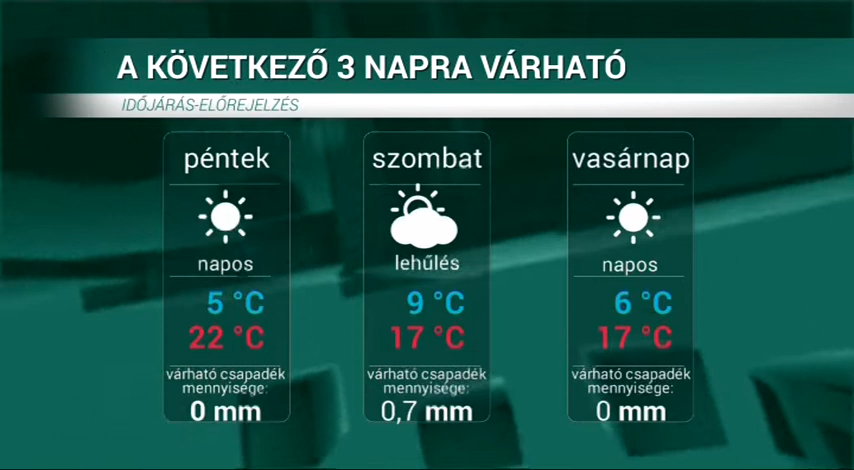 A KÖVETKEZŐ 3 NAPRA VÁRHATÓ
IDŐJÁRÁS-ELŐREJELZÉS
péntek
napos
5 °C
22 °C
várható csapadék
mennyisége:
0 mm
szombat
lehűlés
9 °C
17 °C
várható csapadék
mennyisége:
0,7 mm
vasárnap
napos
6 °C
17 °C
várható csapadék
mennyisége:
0 mm